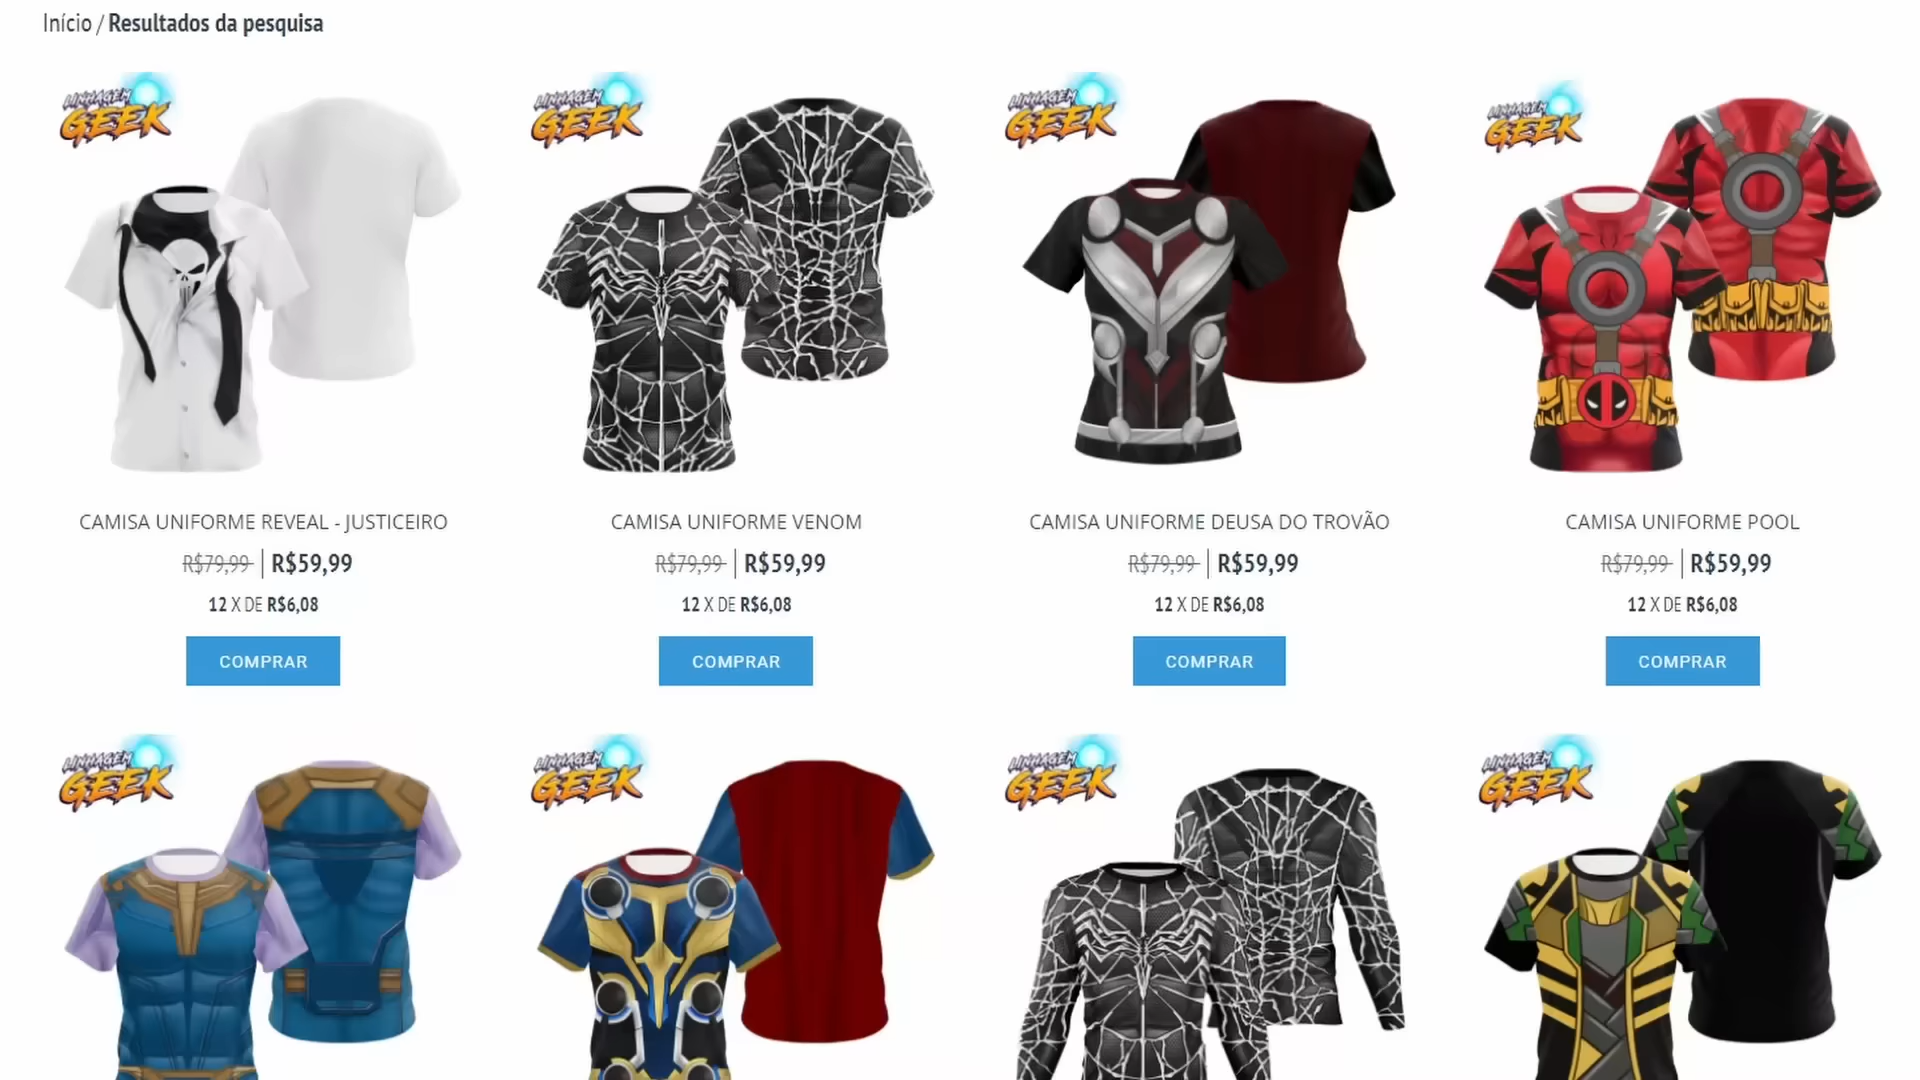 Início / Resultados da pesquisa
LINHAGEM
GEEK
LINHAGEM
GEEK
LINHAGEM
GEEK
LINHAGEM
GEEK
CAMISA UNIFORME REVEAL - JUSTICEIRO
R$79,99 R$59,99
12 X DE R$6,08
COMPRAR
CAMISA UNIFORME VENOM
R$79,99 R$59,99
12 X DE R$6,08
COMPRAR
CAMISA UNIFORME DEUSA DO TROVÃO
R$79,99 R$59,99
12 X DE R$6,08
COMPRAR
CAMISA UNIFORME POOL
R$79,99 R$59,99
12 X DE R$6,08
COMPRAR
LINHAGEM
GEEK
LINHAGEM
GEEK
LINHAGEM
GEEK
LINHAGEM
GEEK